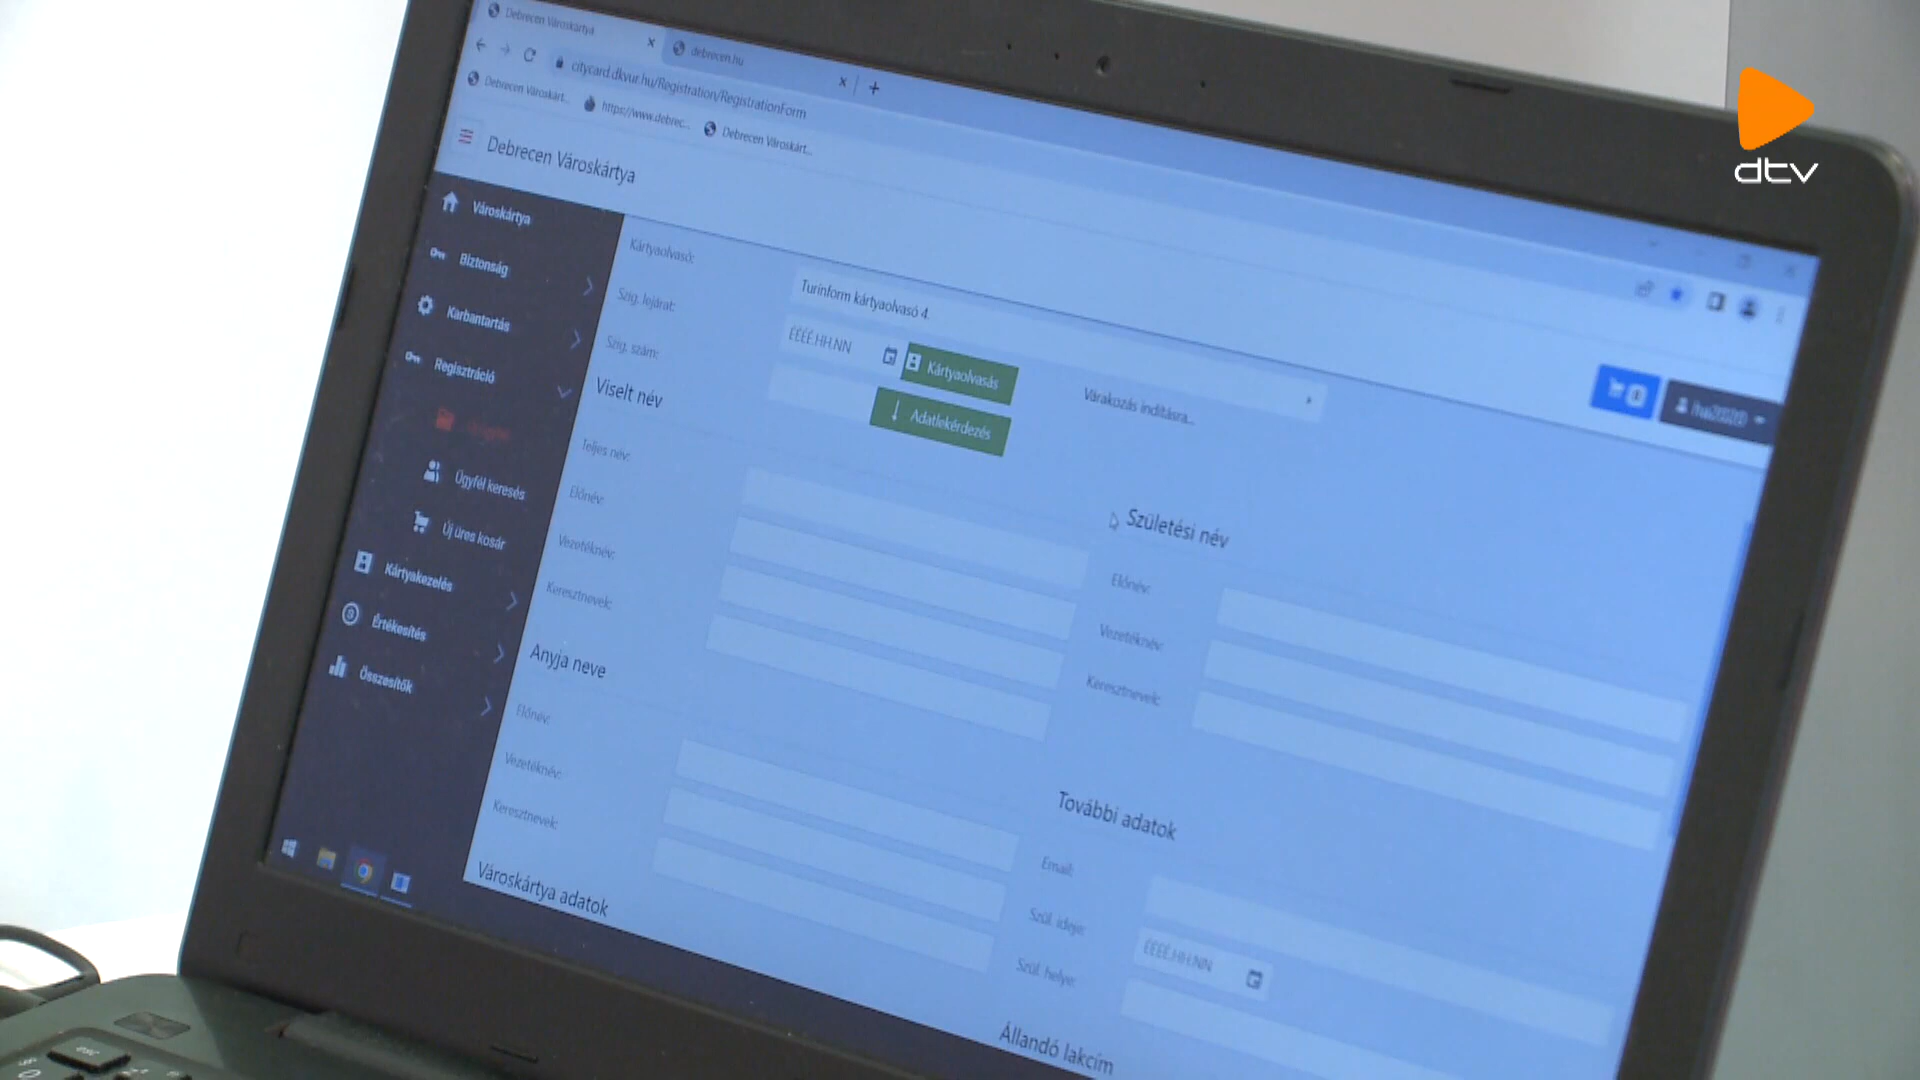 Debrecen Városkártya
debrecen.hu
citycard.dkvur.hu/Registration/RegistrationForm
Debrecen Városkárt...
https://www.debrec...
Debrecen Városkárt...
Debrecen Városkártya
Városkártya
Biztonság
Karbantartás
Regisztráció
Ügyfél keresés
Új üres kosár
Kártyakezelés
Értékesítés
Összesítők
Kártyaolvasó:
Turinform kártyaolvasó 4.
Szig. lejárat:
ÉÉÉÉ.HH.NN
Kártyaolvasás
Várakozás indításra...
Szig. szám:
Adatlekérdezés
Viselt név
Teljes név:
Előnév:
Vezetéknév:
Keresztnevek:
Születési név
Előnév:
Vezetéknév:
Keresztnevek:
Anyja neve
Előnév:
Vezetéknév:
Keresztnevek:
További adatok
Email:
Szül. ideje:
ÉÉÉÉ.HH.NN
Szül. helye:
Városkártya adatok
Állandó lakcím
esc
dtv